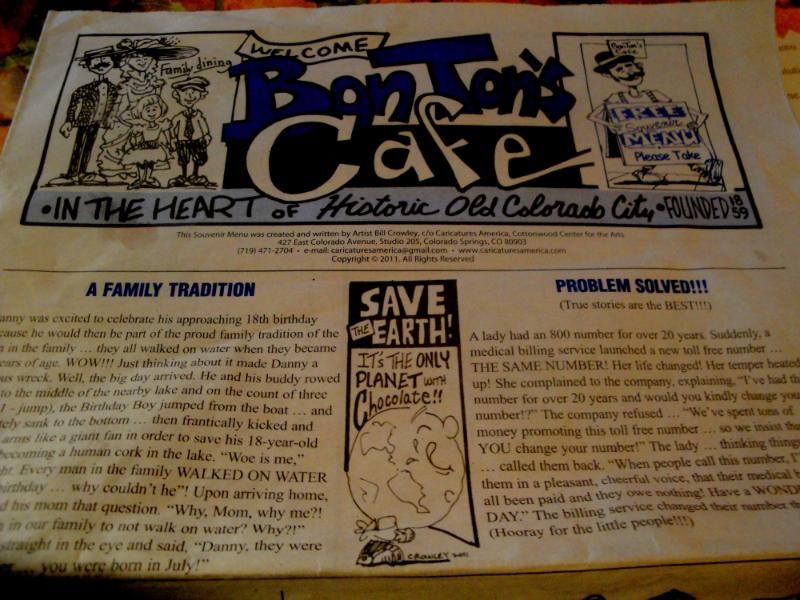 WELCOME
Family dining
Bon Ton's
Cafe
Bon Ton's
Cafe
FREE
Souvenir
MENU
Please Take
•IN THE HEART OF Historic Old Colorado City •FOUNDED 1859
This Souvenir Menu was created and written by Artist Bill Crowley, c/o Caricatures America, Cottonwood Center for the Arts
427 East Colorado Avenue, Studio 205, Colorado Springs, CO 80903
(719) 471-2704 • e-mail: caricaturesamerica@gmail.com • www.caricaturesamerica.com
Copyright © 2011. All Rights Reserved
A FAMILY TRADITION
anny was excited to celebrate his approaching 18th birthday
cause he would then be part of the proud family tradition of the
n in the family ... they all walked on water when they became
ears of age. WOW!!! Just thinking about it made Danny a
us wreck. Well, the big day arrived. He and his buddy rowed
to the middle of the nearby lake and on the count of three
- jump), the Birthday Boy jumped from the boat ... and
tely sank to the bottom ... then frantically kicked and
arms like a giant fan in order to save his 18-year-old
becoming a human cork in the lake. "Woe is me,"
ht. Every man in the family WALKED ON WATER
birthday ... why couldn't he"! Upon arriving home,
d his mom that question. "Why, Mom, why me?!
n in our family to not walk on water? Why?!"
straight in the eye and said, "Danny, they were
you were born in July!"
SAVE
THE EARTH!
IT'S THE ONLY
PLANET WITH
Chocolate!!
CROWLEY 2011
PROBLEM SOLVED!!!
(True stories are the BEST!!!)
A lady had an 800 number for over 20 years. Suddenly, a
medical billing service launched a new toll free number ...
THE SAME NUMBER! Her life changed! Her temper heated
up! She complained to the company, explaining, "I've had th
number for over 20 years and would you kindly change you
number!?" The company refused ... "We've spent tons of
money promoting this toll free number ... so we insist tha
YOU change your number!" The lady ... thinking things
... called them back. "When people call this number, I'
them in a pleasant, cheerful voice, that their medical b
all been paid and they owe nothing! Have a WOND
DAY." The billing service changed their number th
(Hooray for the little people!!!)